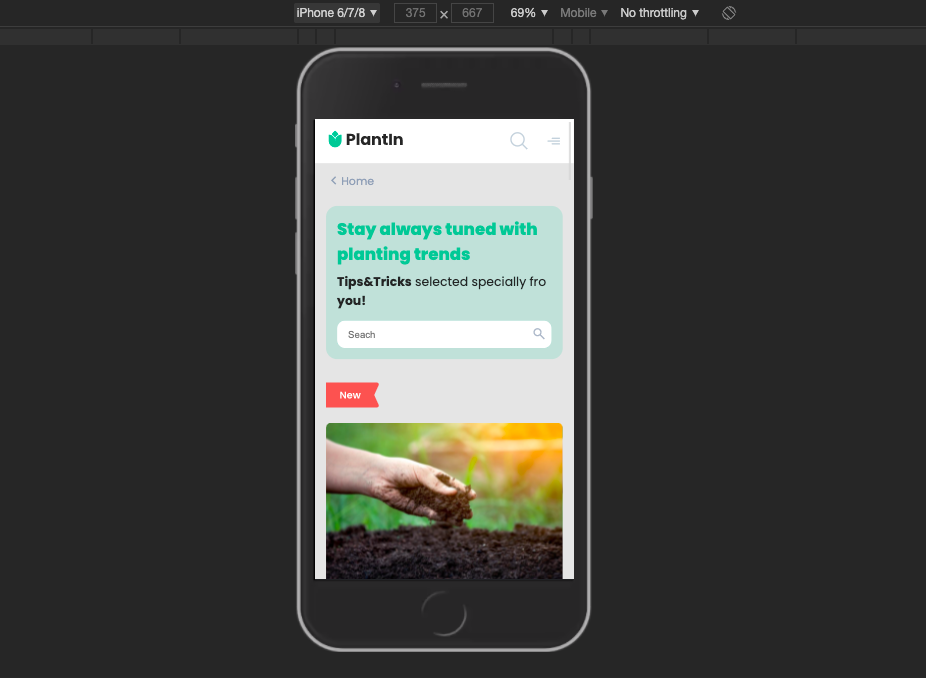 iPhone 6/7/8 ▼ 375 × 667 69% ▼ Mobile ▼ No throttling ▼
PlantIn
Home
Stay always tuned with
planting trends
Tips&Tricks selected specially fro
you!
Seach
New